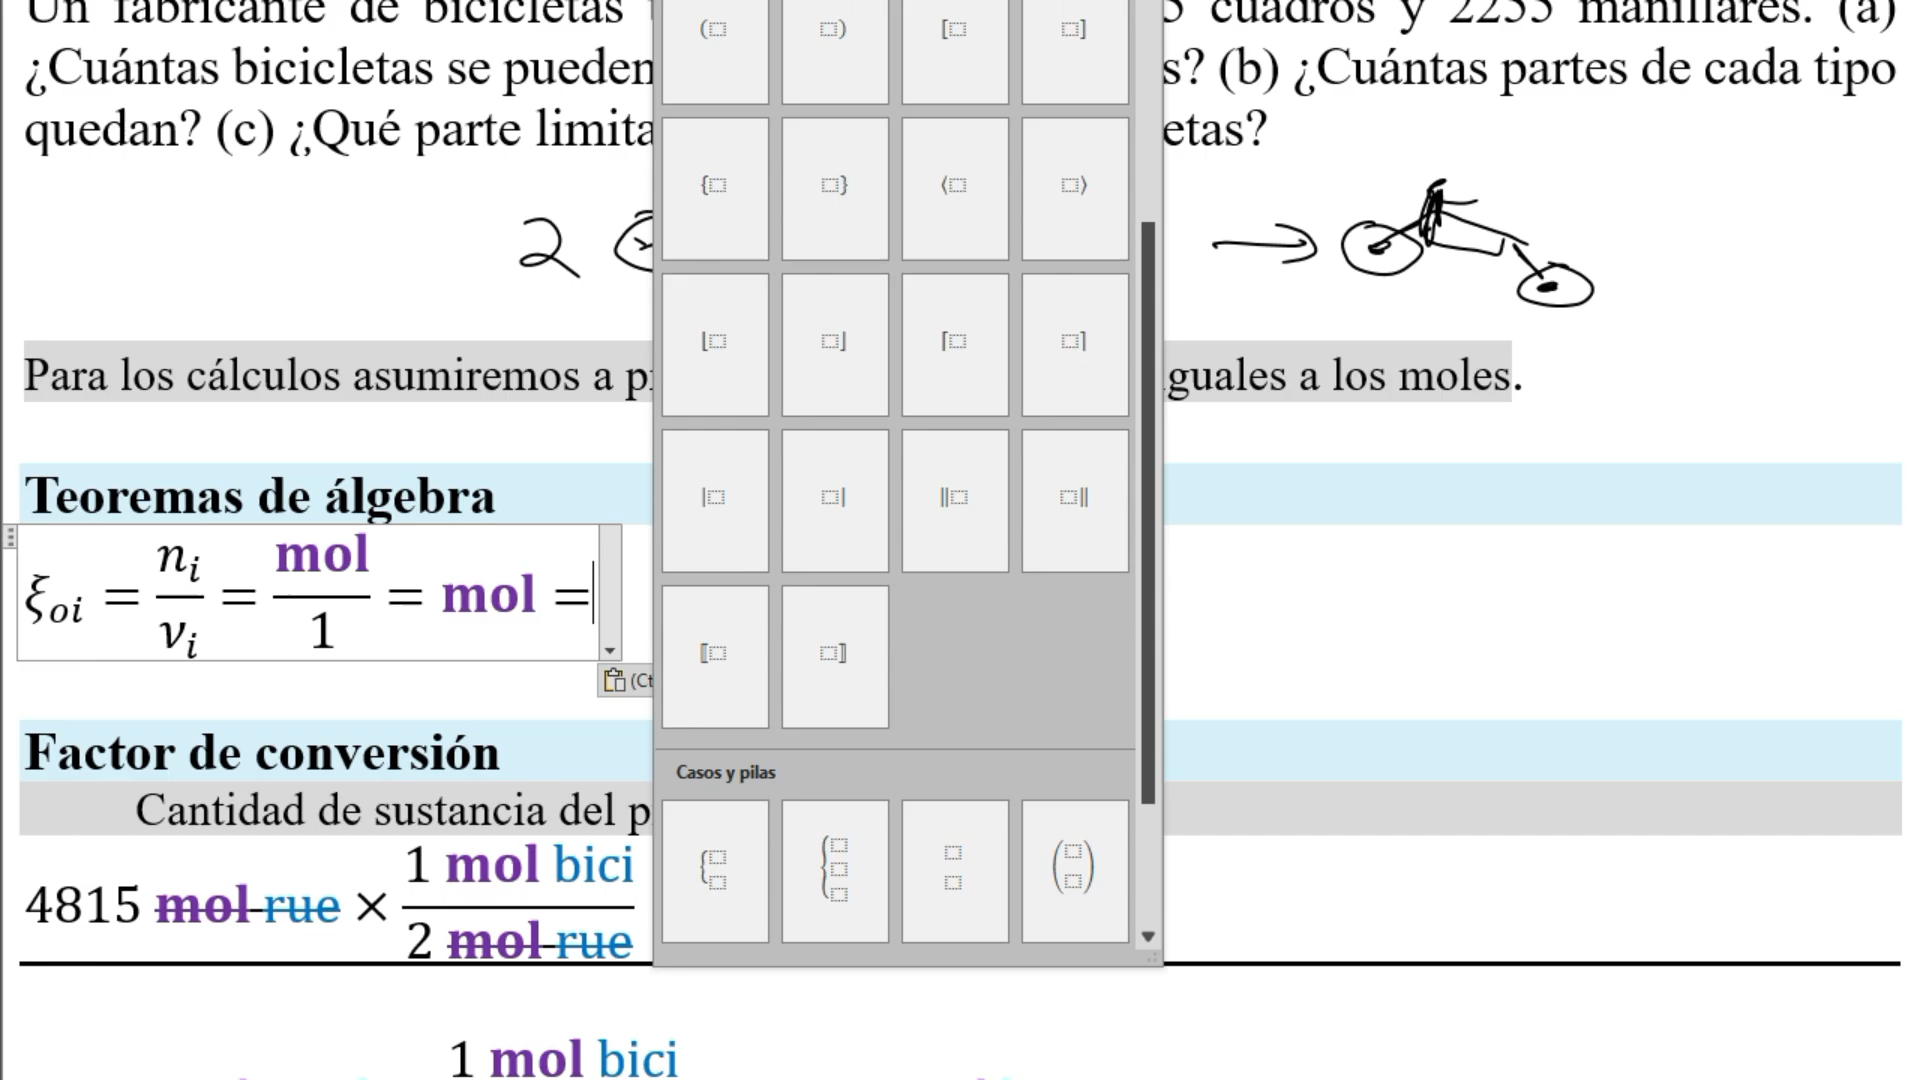 Un fabricante de bicicletas 5 cuadros y 2255 manillares. (a)
¿Cuántas bicicletas se pueden s? (b) ¿Cuántas partes de cada tipo
quedan? (c) ¿Qué parte limita etas?
2 →
Para los cálculos asumiremos a p iguales a los moles.
Teoremas de álgebra
ξoi = ni/νi = mol/1 = mol =
(Ct
Factor de conversión
Cantidad de sustancia del p
4815 mol rue × 1 mol bici / 2 mol rue
1 mol bici
Casos y pilas